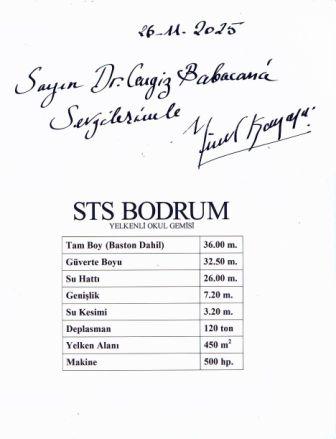 26-11-2025
Sayın Dr. Cengiz Babacana
Sevgilerimle
STS BODRUM
YELKENLİ OKUL GEMİSİ
Tam Boy (Baston Dahil) 36.00 m.
Güverte Boyu 32.50 m.
Su Hattı 26.00 m.
Genişlik 7.20 m.
Su Kesimi 3.20 m.
Deplasman 120 ton
Yelken Alanı 450 m²
Makine 500 hp.